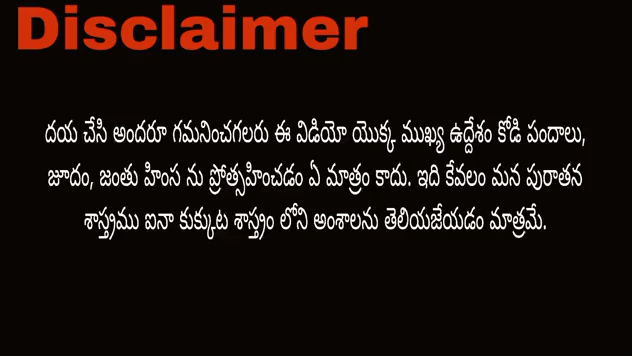 Disclaimer
దయ చేసి అందరూ గమనించగలరు ఈ విడియో యొక్క ముఖ్య ఉద్దేశం కోడి పందాలు,
జూదం, జంతు హింస ను ప్రోత్సహించడం ఏ మాత్రం కాదు. ఇది కేవలం మన పురాతన
శాస్త్రము ఐనా కుక్కుట శాస్త్రం లోని అంశాలను తెలియజేయడం మాత్రమే.